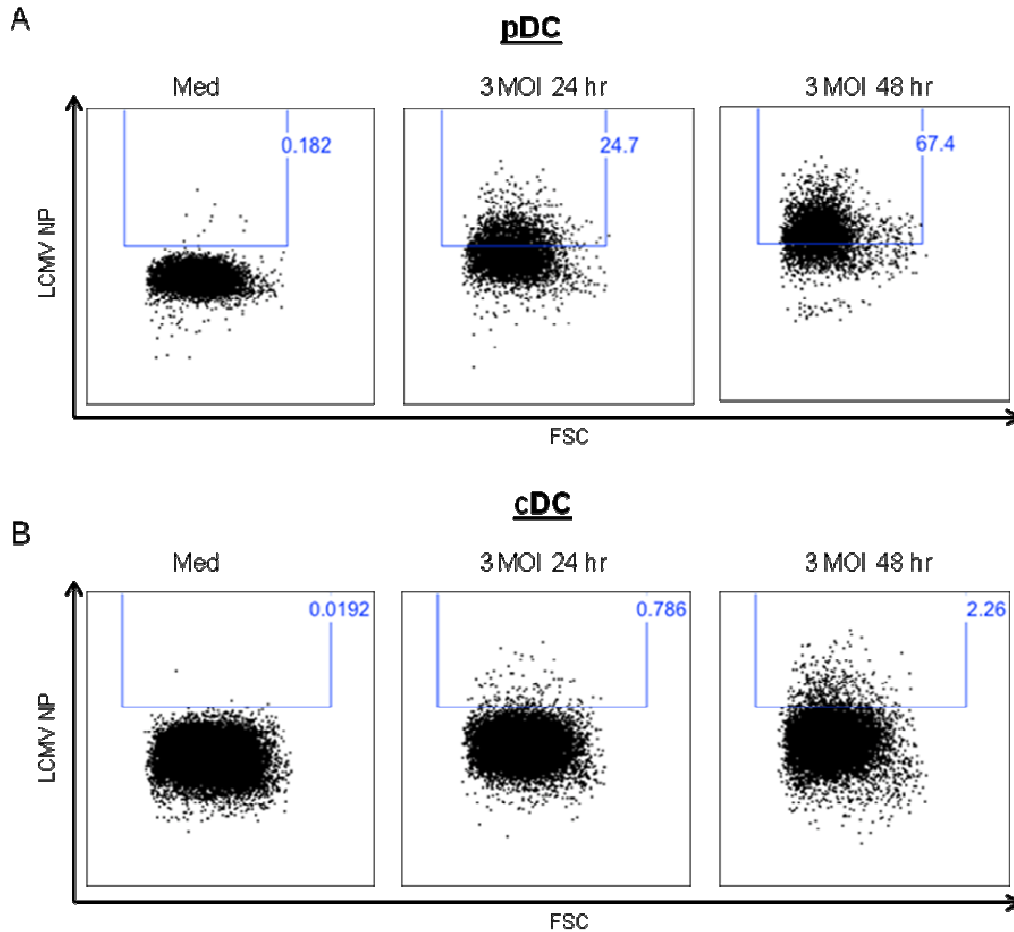 A
pDC
Med
3 MOI 24 hr
3 MOI 48 hr
0.182
24.7
67.4
LCMV NP
FSC
cDC
B
Med
3 MOI 24 hr
3 MOI 48 hr
0.0192
0.786
2.26
LCMV NP
FSC